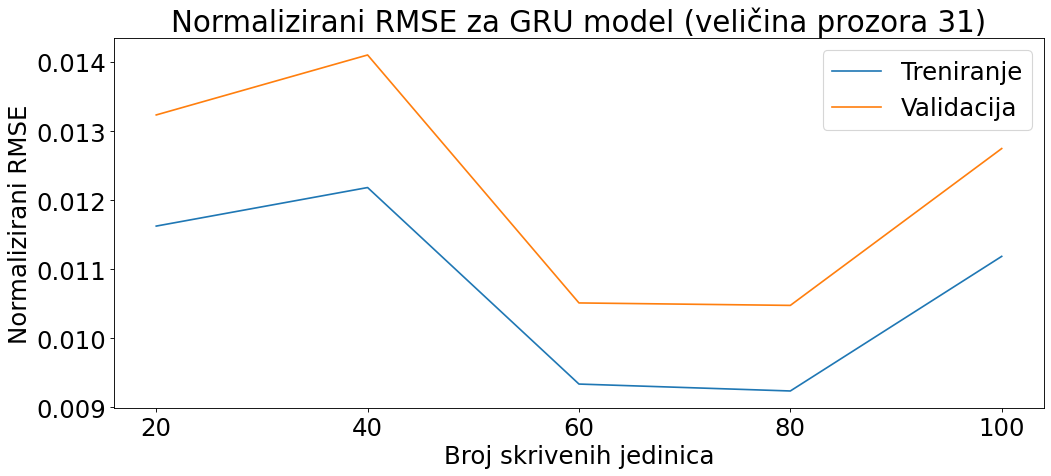 Normalizirani RMSE za GRU model (veličina prozora 31)
Treniranje
Validacija
Normalizirani RMSE
0.014
0.013
0.012
0.011
0.010
0.009
20 40 60 80 100
Broj skrivenih jedinica